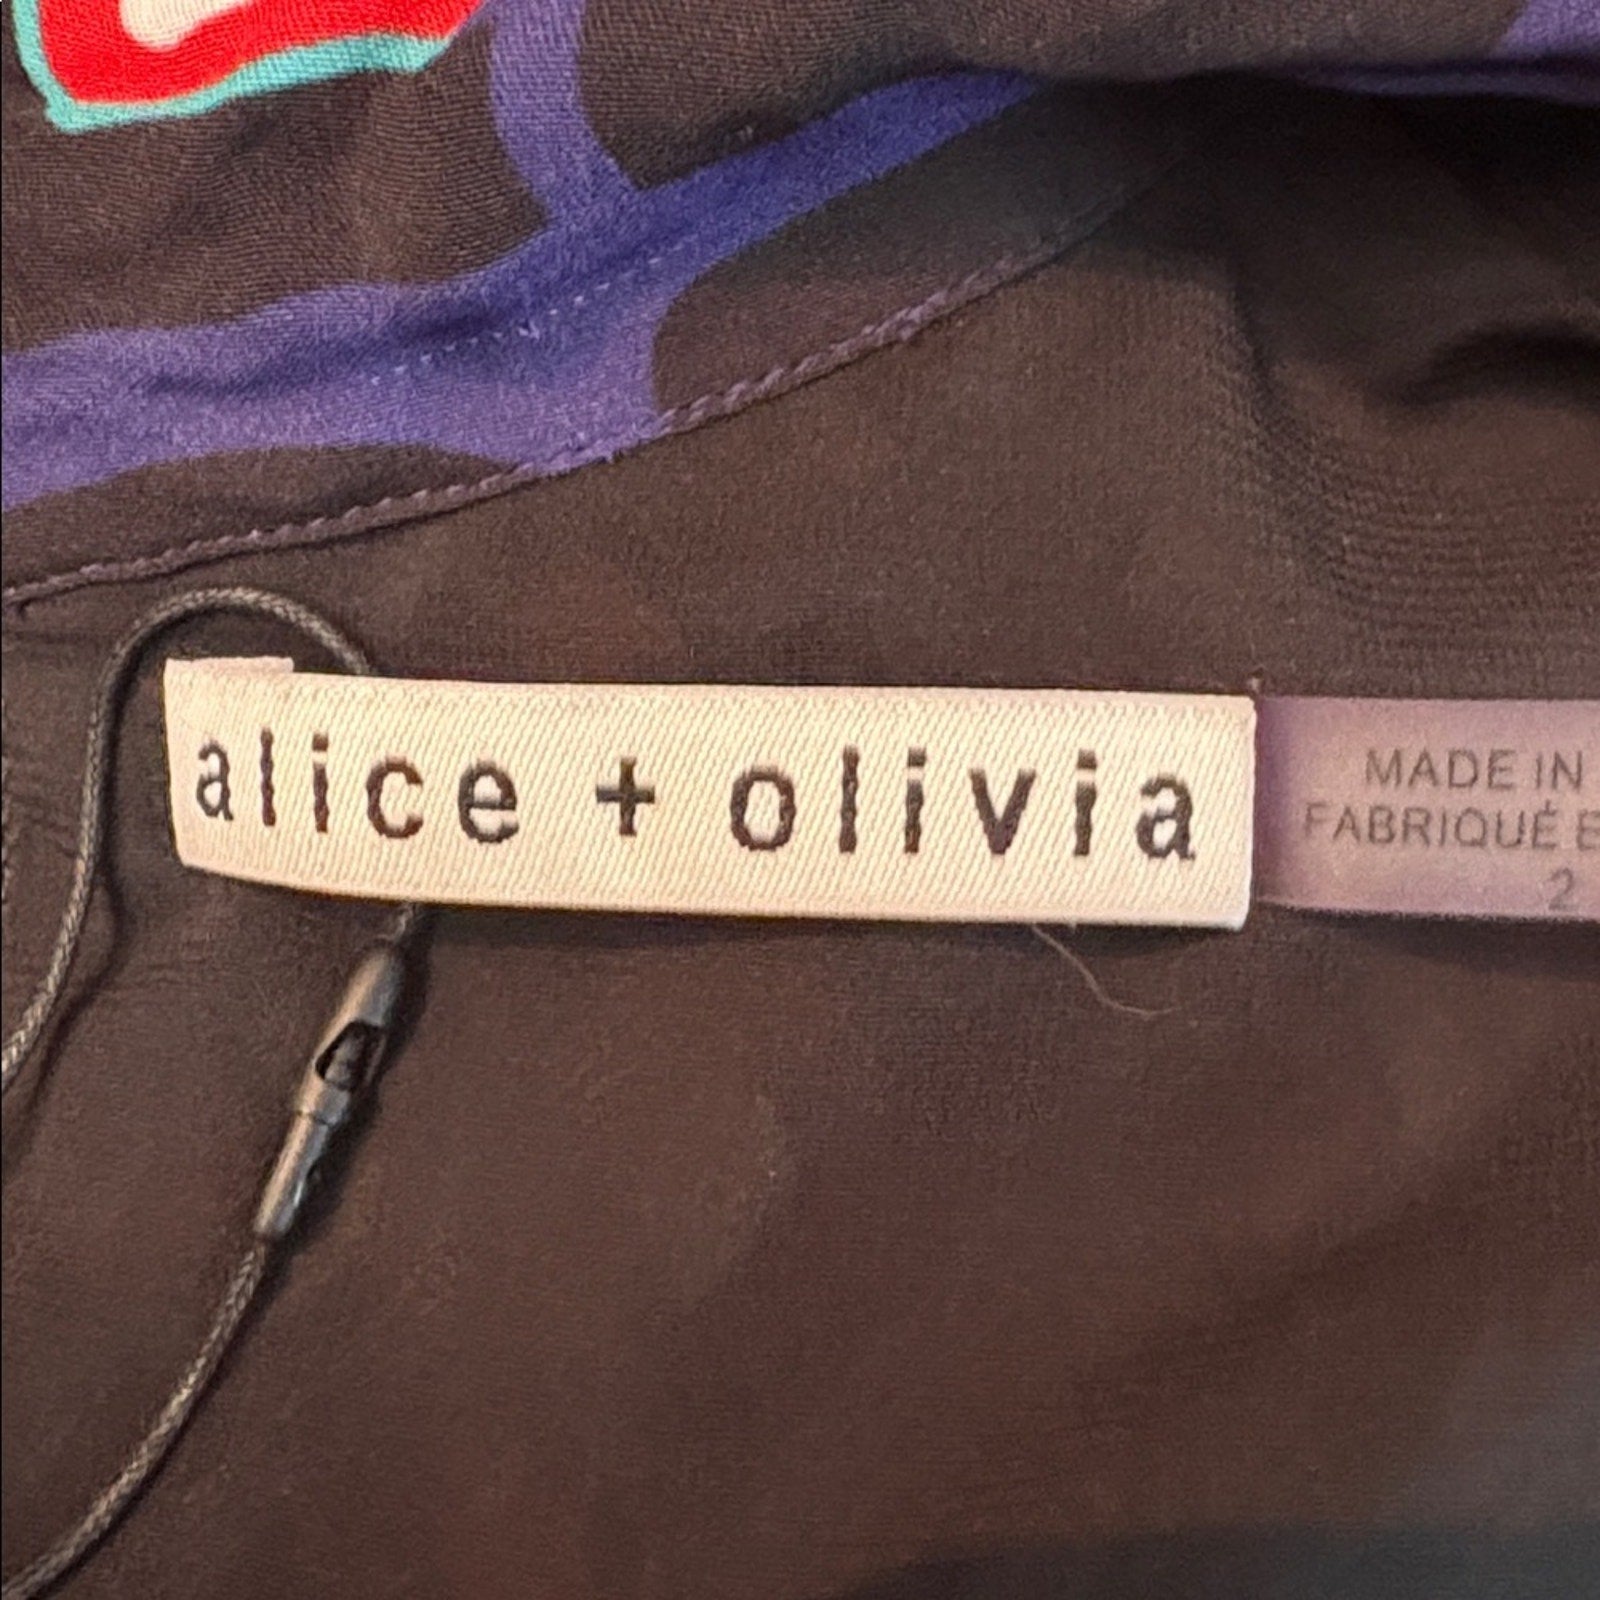 alice + olivia
MADE IN
FABRIQUÉ
2